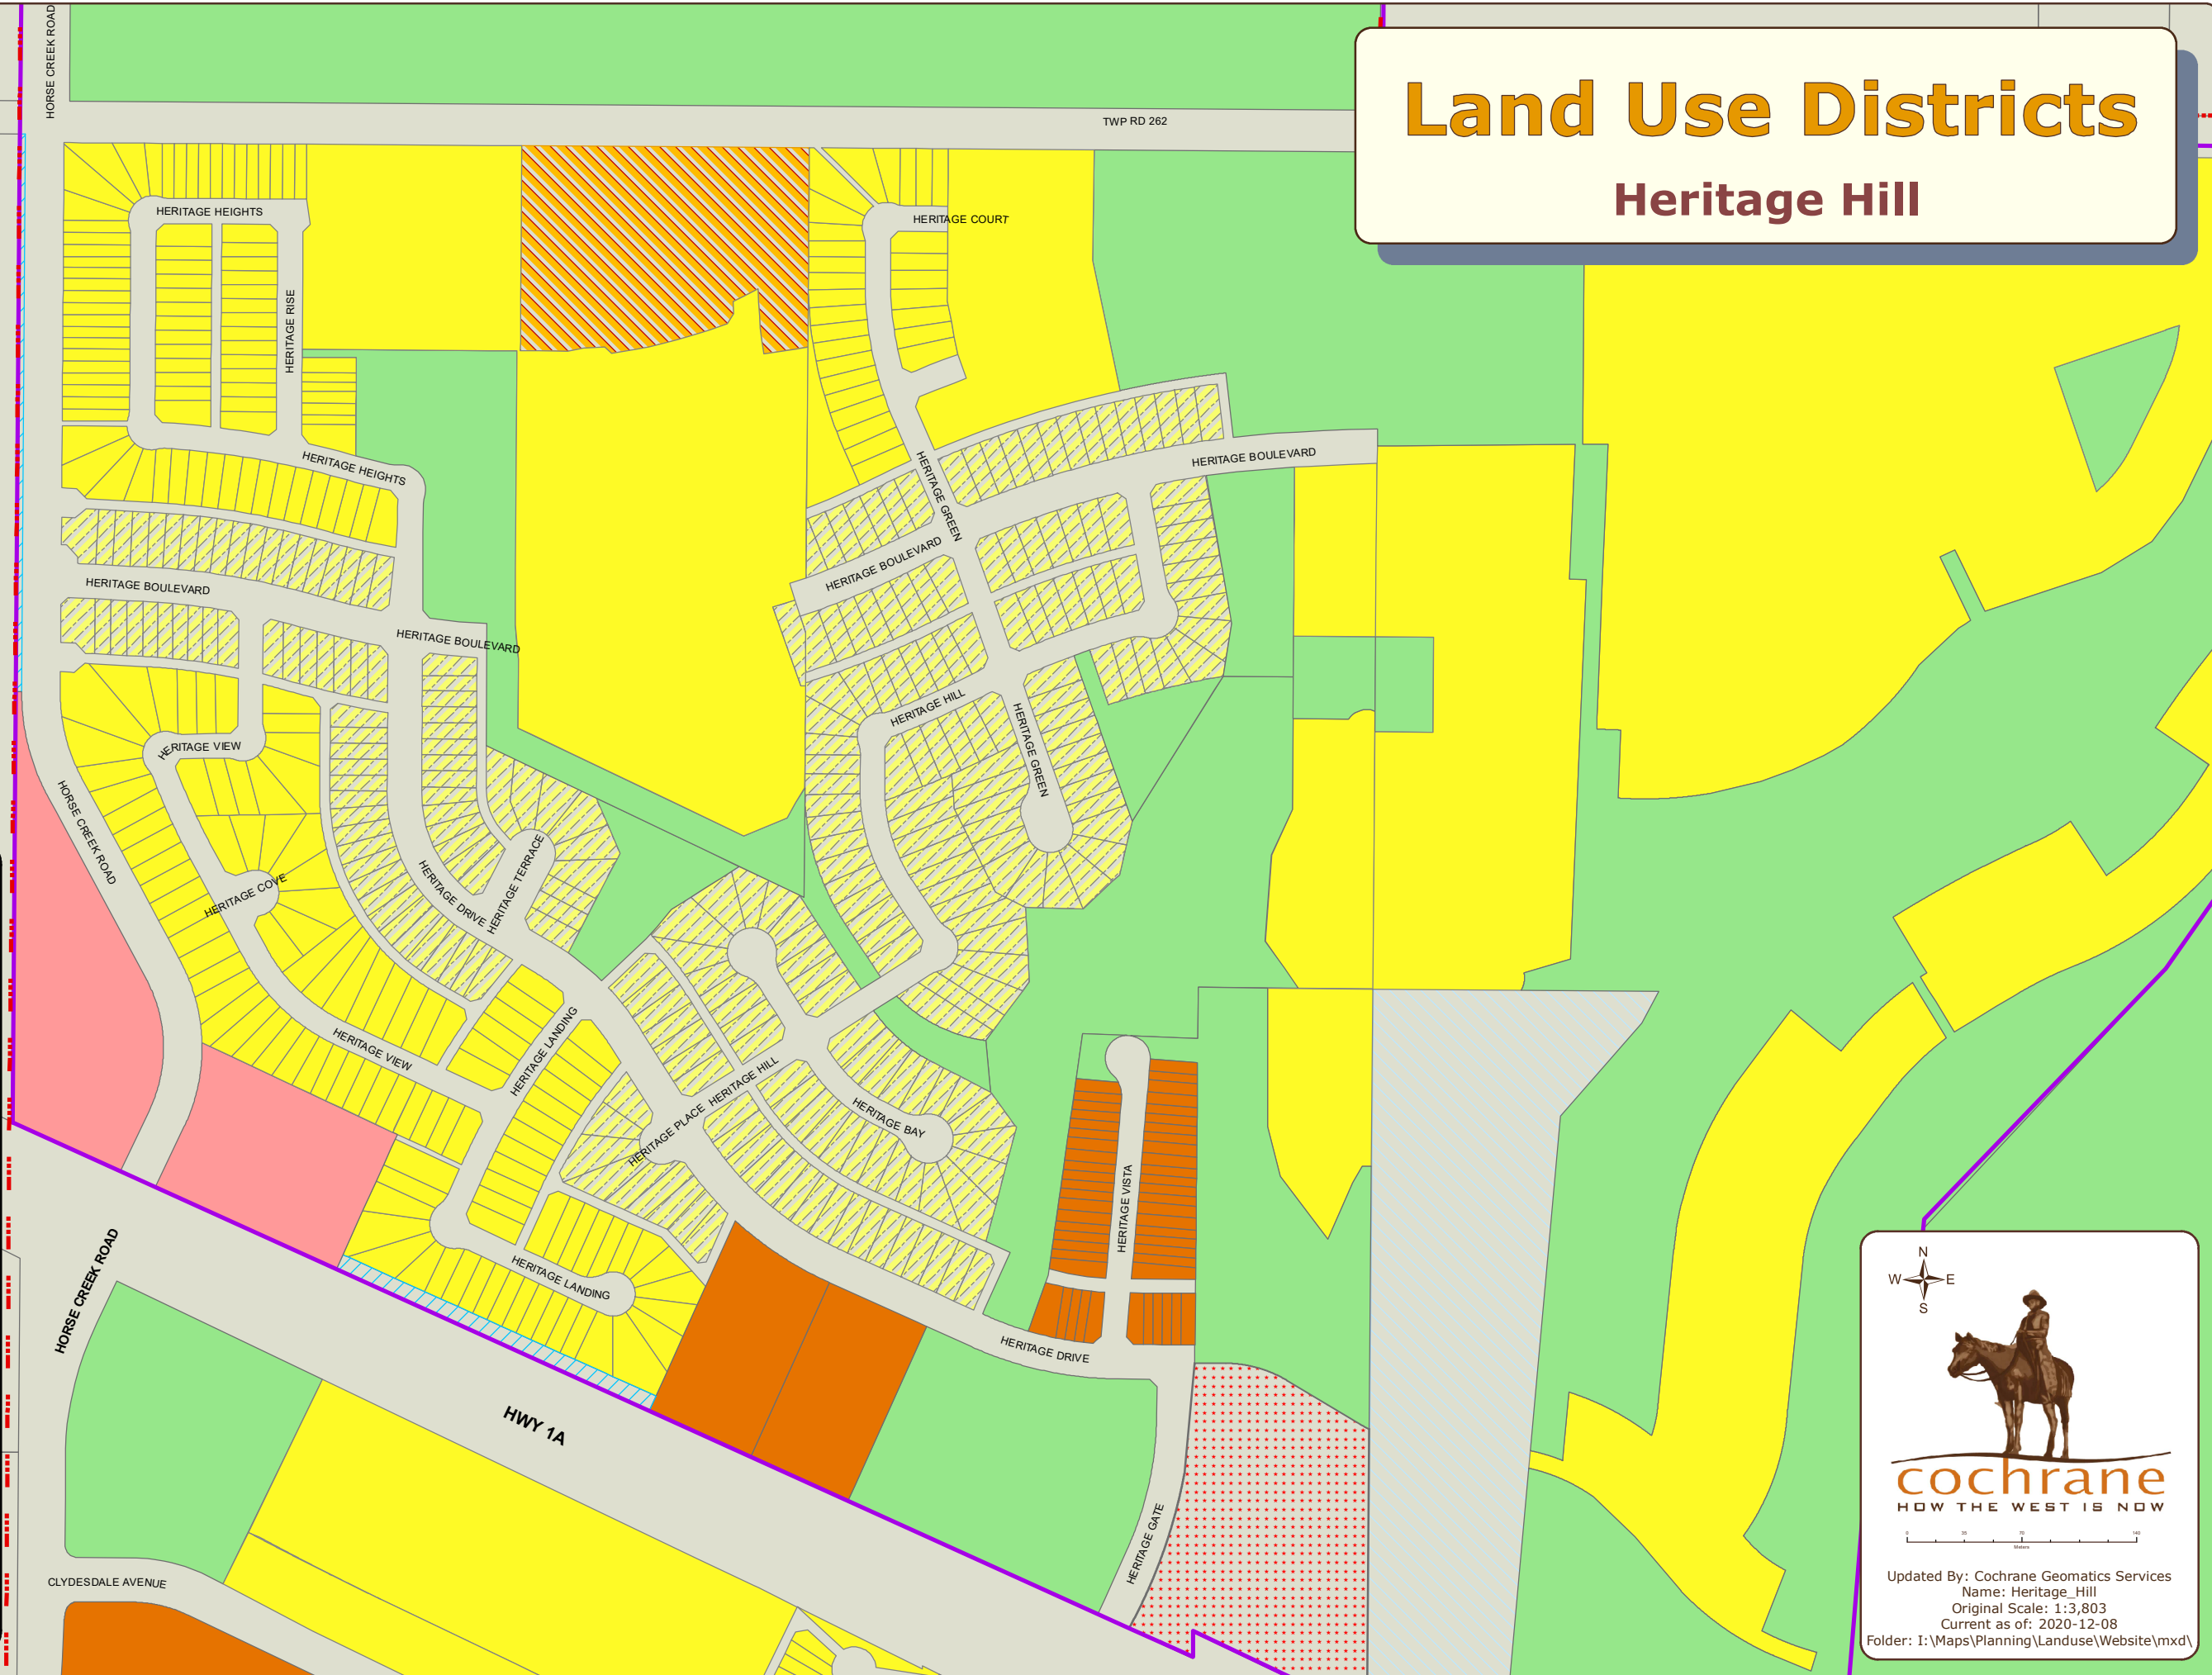 HORSE CREEK ROAD
TWP RD 262
Land Use Districts
Heritage Hill
HERITAGE HEIGHTS
HERITAGE COURT
HERITAGE RISE
HERITAGE HEIGHTS
HERITAGE GREEN
HERITAGE BOULEVARD
HERITAGE BOULEVARD
HERITAGE BOULEVARD
HERITAGE BOULEVARD
HERITAGE HILL
HERITAGE GREEN
HERITAGE VIEW
HORSE CREEK ROAD
HERITAGE COVE
HERITAGE DRIVE
HERITAGE TERRACE
HERITAGE VIEW
HERITAGE LANDING
HERITAGE PLACE
HERITAGE HILL
HERITAGE BAY
HERITAGE VISTA
HORSE CREEK ROAD
HERITAGE LANDING
HERITAGE DRIVE
HWY 1A
HERITAGE GATE
CLYDESDALE AVENUE
N
W E
S
cochrane
HOW THE WEST IS NOW
0 35 70 140
Meters
Updated By: Cochrane Geomatics Services
Name: Heritage_Hill
Original Scale: 1:3,803
Current as of: 2020-12-08
Folder: I:\Maps\Planning\Landuse\Website\mxd\